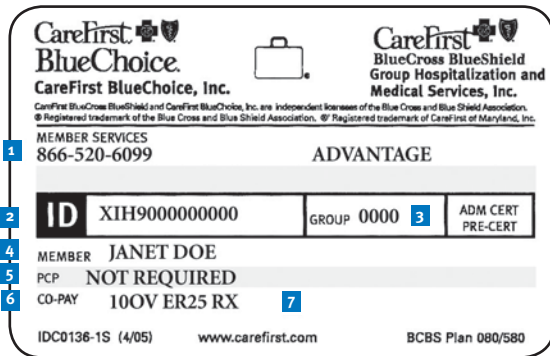 CareFirst
BlueChoice.
CareFirst BlueChoice, Inc.
CareFirst
BlueCross BlueShield
Group Hospitalization and
Medical Services, Inc.
CareFirst BlueCross BlueShield and CareFirst BlueChoice, Inc. are independent licensees of the Blue Cross and Blue Shield Association.
® Registered trademark of the Blue Cross and Blue Shield Association. ®' Registered trademark of CareFirst of Maryland, Inc.
MEMBER SERVICES
1 866-520-6099 ADVANTAGE
2 ID XIH9000000000 GROUP 0000 3 ADM CERT
PRE-CERT
4 MEMBER JANET DOE
5 PCP NOT REQUIRED
6 CO-PAY 10OV ER25 RX 7
IDC0136-1S (4/05) www.carefirst.com BCBS Plan 080/580